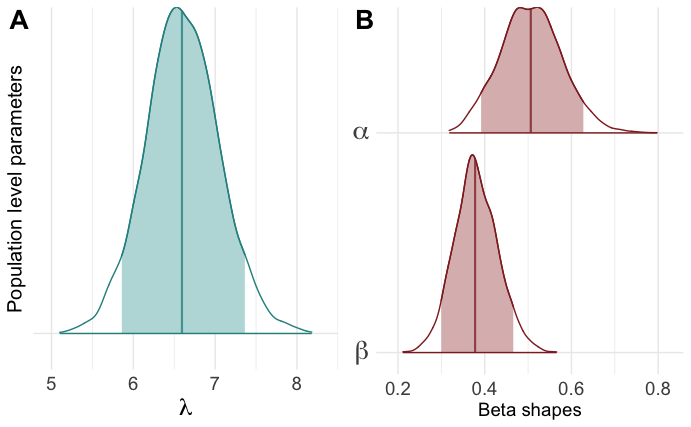 A
B
Population level parameters
α
β
5 6 7 8
0.2 0.4 0.6 0.8
λ
Beta shapes